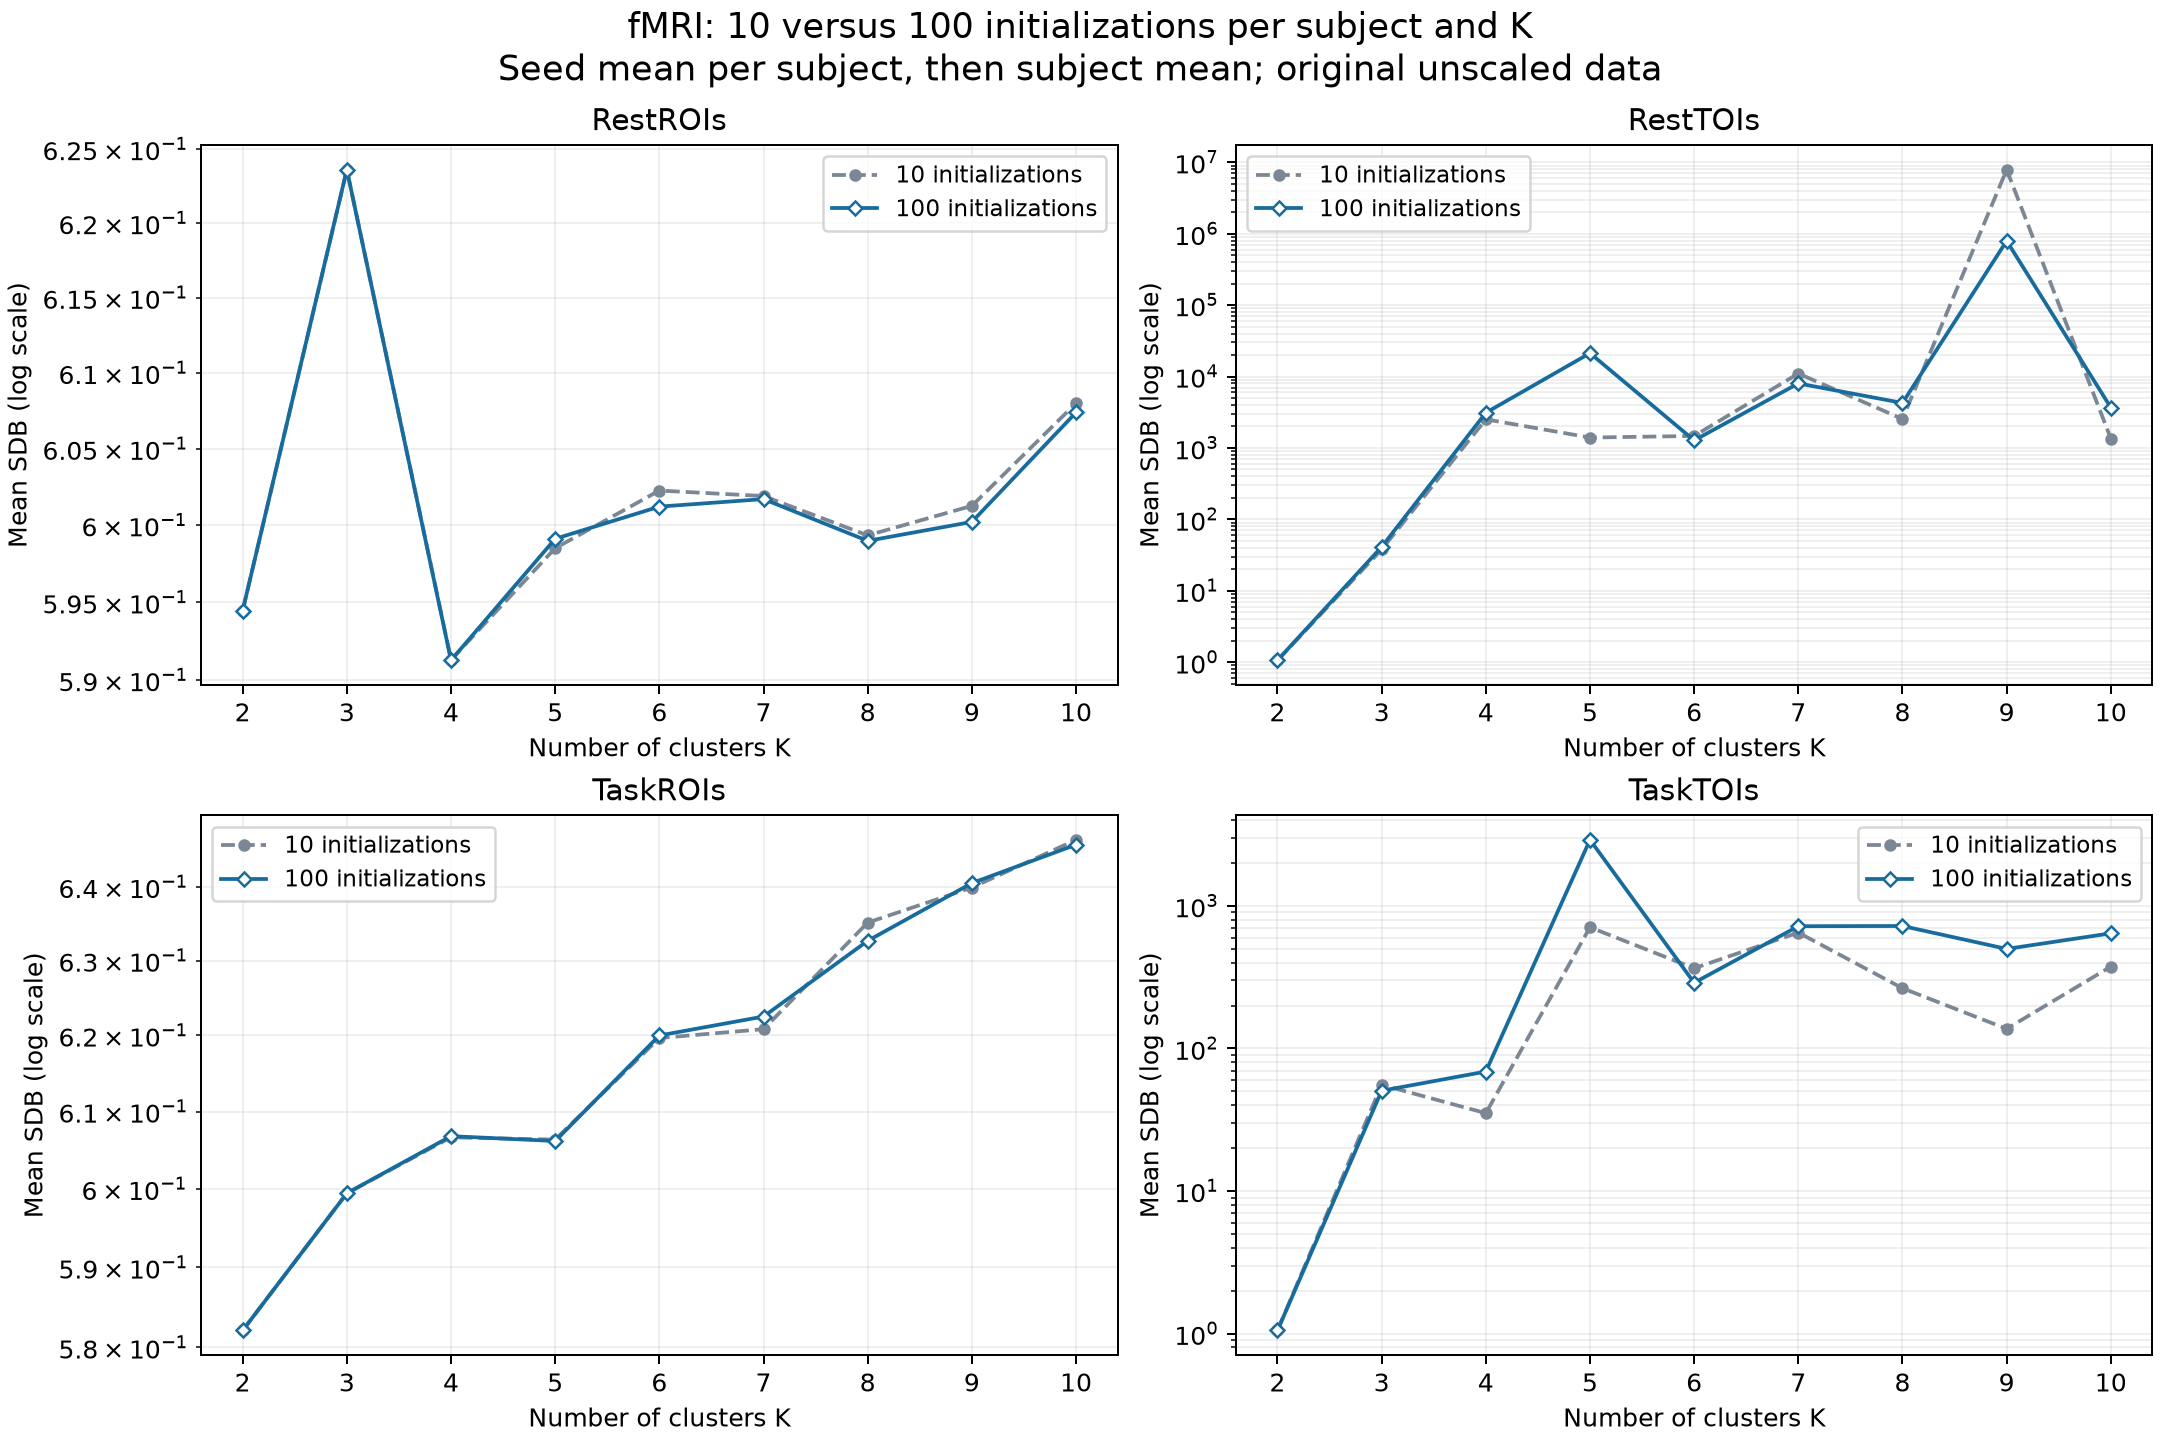 fMRI: 10 versus 100 initializations per subject and K
Seed mean per subject, then subject mean; original unscaled data
RestROIs
6.25 × 10⁻¹
6.2 × 10⁻¹
6.15 × 10⁻¹
6.1 × 10⁻¹
6.05 × 10⁻¹
6 × 10⁻¹
5.95 × 10⁻¹
5.9 × 10⁻¹
Mean SDB (log scale)
10 initializations
100 initializations
2 3 4 5 6 7 8 9 10
Number of clusters K
RestTOIs
10⁷
10⁶
10⁵
10⁴
10³
10²
10¹
10⁰
Mean SDB (log scale)
10 initializations
100 initializations
2 3 4 5 6 7 8 9 10
Number of clusters K
TaskROIs
6.4 × 10⁻¹
6.3 × 10⁻¹
6.2 × 10⁻¹
6.1 × 10⁻¹
6 × 10⁻¹
5.9 × 10⁻¹
5.8 × 10⁻¹
Mean SDB (log scale)
10 initializations
100 initializations
2 3 4 5 6 7 8 9 10
Number of clusters K
TaskTOIs
10³
10²
10¹
10⁰
Mean SDB (log scale)
10 initializations
100 initializations
2 3 4 5 6 7 8 9 10
Number of clusters K